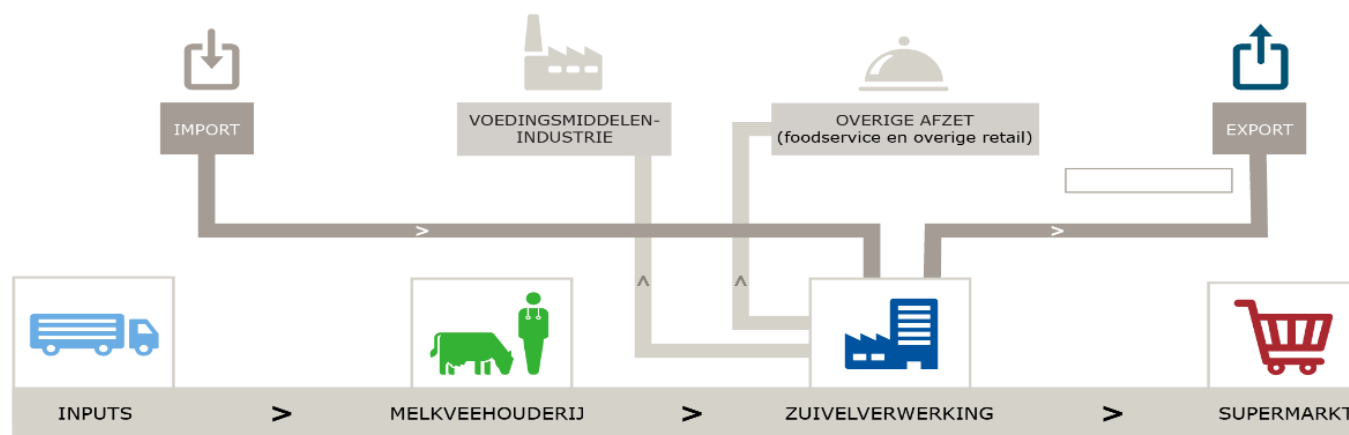 IMPORT
VOEDINGSMIDDELEN-
INDUSTRIE
OVERIGE AFZET
(foodservice en overige retail)
EXPORT
>
>
>
>
INPUTS > MELKVEEHOUDERIJ > ZUIVELVERWERKING > SUPERMARKT